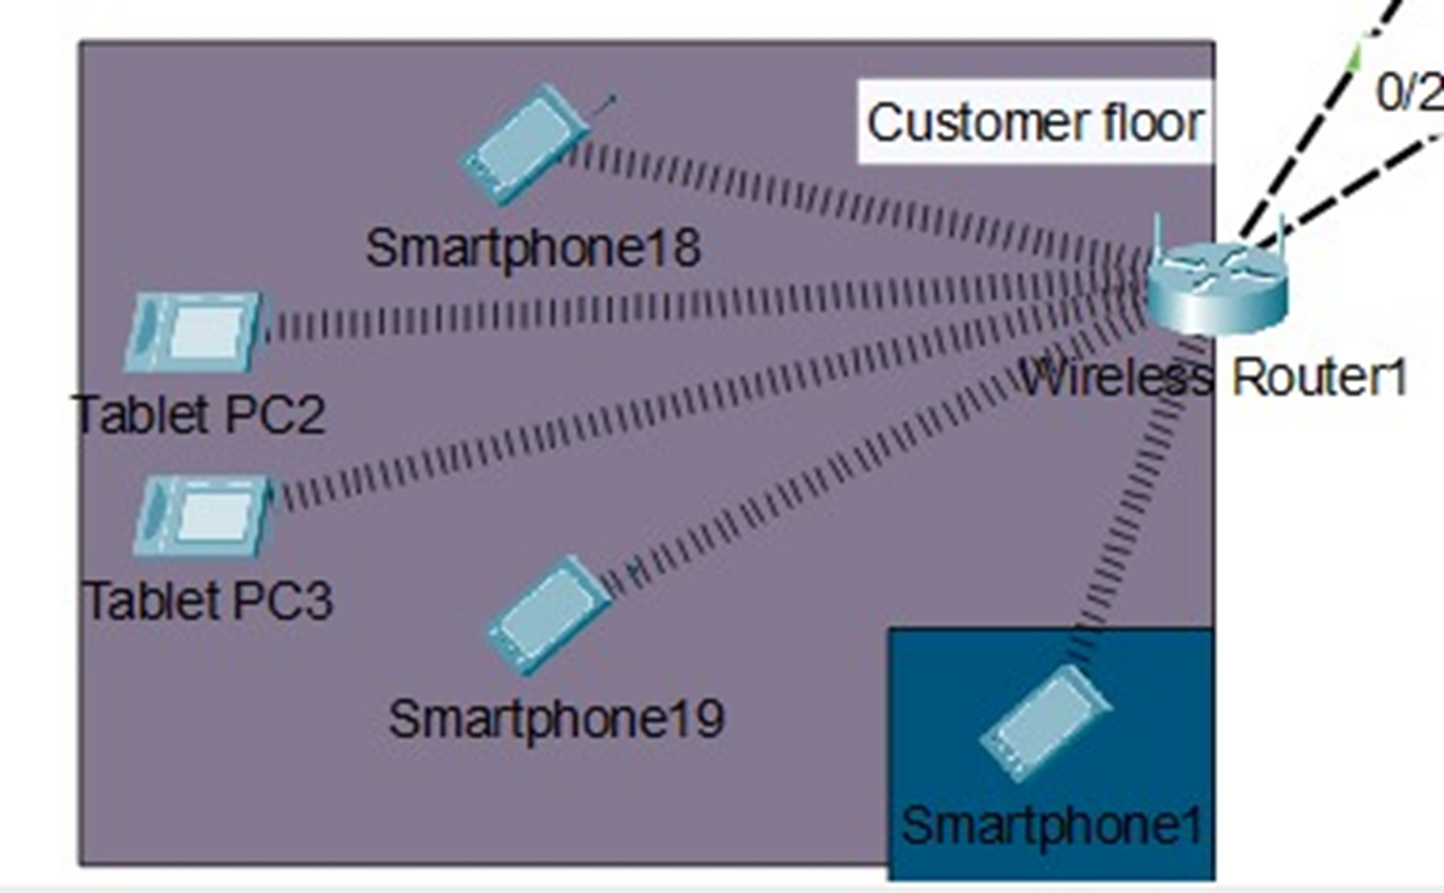 0/2
Customer floor
Smartphone18
Wireless Router1
Tablet PC2
Tablet PC3
Smartphone19
Smartphone1